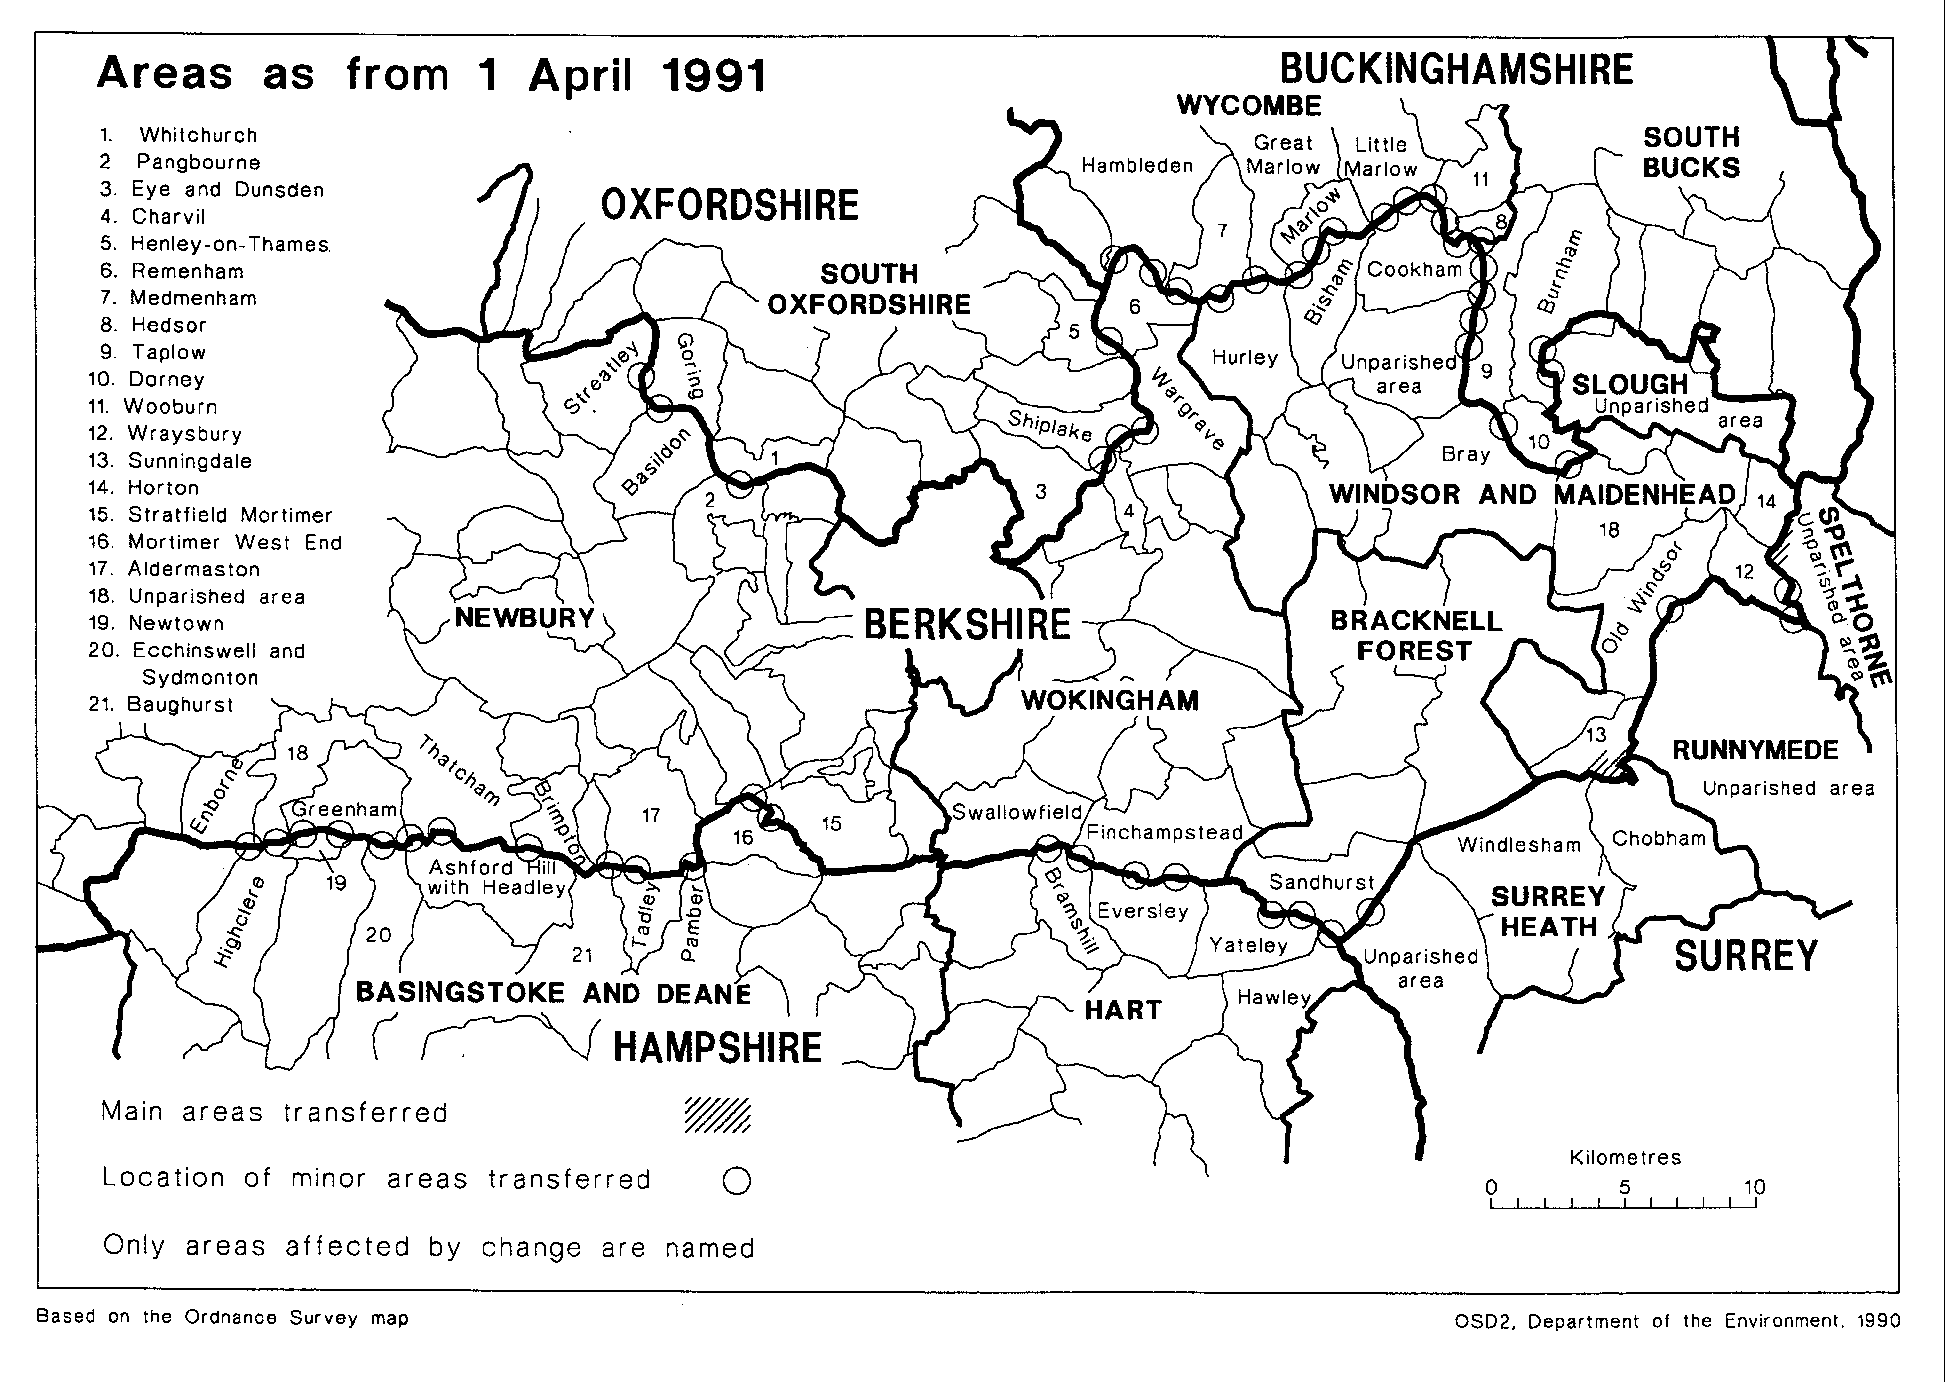 Areas as from 1 April 1991
1. Whitchurch
2 Pangbourne
3. Eye and Dunsden
4. Charvil
5. Henley-on-Thames.
6. Remenham
7. Medmenham
8. Hedsor
9. Taplow
10. Dorney
11. Wooburn
12. Wraysbury
13. Sunningdale
14. Horton
15. Stratfield Mortimer
16. Mortimer West End
17. Aldermaston
18. Unparished area
19. Newtown
20. Ecchinswell and
Sydmonton
21. Baughurst
BUCKINGHAMSHIRE
WYCOMBE
SOUTH
BUCKS
Hambleden
Great
Marlow
Little
Marlow
11
Marlow
7
8
OXFORDSHIRE
SOUTH
OXFORDSHIRE
Cookham
Burnham
Bisham
6
5
Streatley
Goring
Hurley
Unparished
area
9
SLOUGH
Unparished
area
Wargrave
Shiplake
Basildon
1
2
3
4
Bray
10
WINDSOR AND MAIDENHEAD
14
18
Old Windsor
12
SPELTHORNE
Unparished area
NEWBURY
BERKSHIRE
BRACKNELL
FOREST
WOKINGHAM
13
RUNNYMEDE
Unparished area
18
Enborne
Thatcham
Greenham
Brimpton
17
16
15
Swallowfield
Finchampstead
Windlesham
Chobham
19
Ashford Hill
with Headley
Highclere
20
21
Tadley
Pamber
Bramshill
Eversley
Sandhurst
Yateley
Unparished
area
SURREY
HEATH
SURREY
BASINGSTOKE AND DEANE
HART
Hawley
HAMPSHIRE
Main areas transferred
Location of minor areas transferred
Only areas affected by change are named
Kilometres
0 5 10
Based on the Ordnance Survey map
OSD2, Department of the Environment. 1990